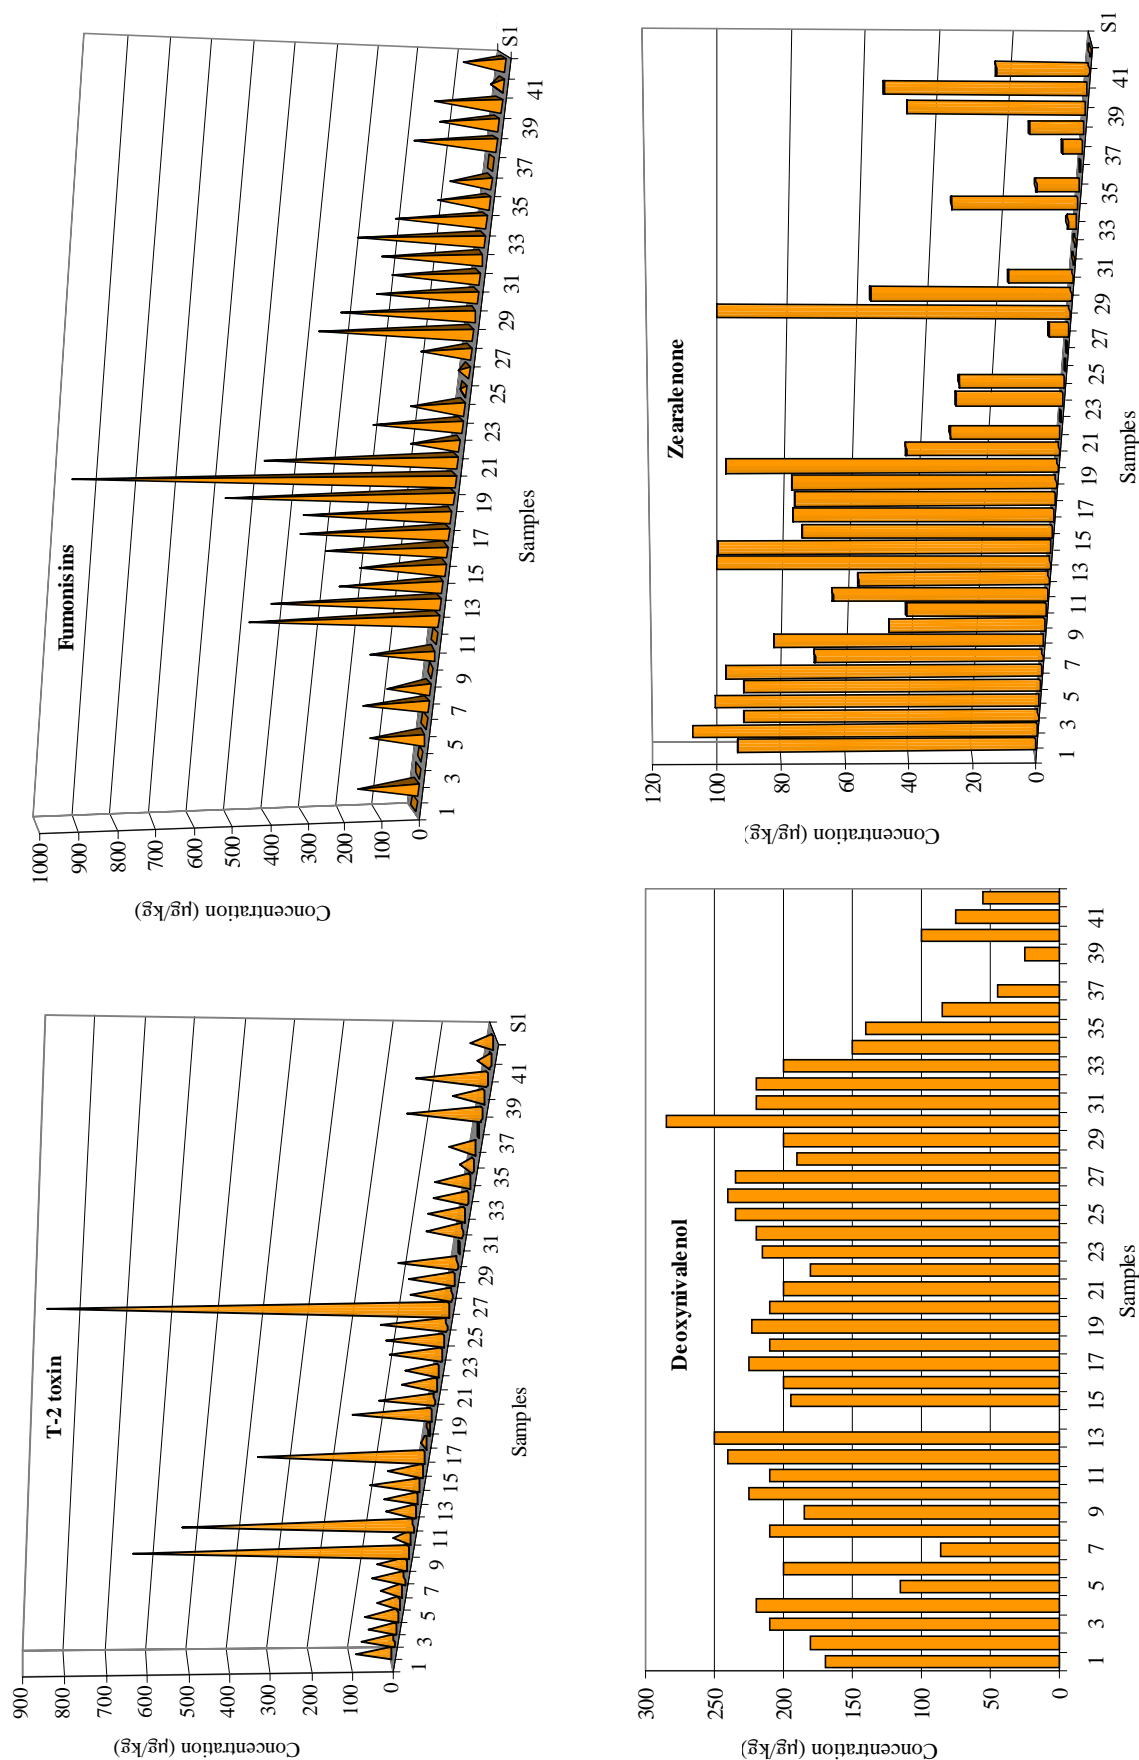 T-2 toxin
Concentration (µg/kg)
900
800
700
600
500
400
300
200
100
0
1 3 5 7 9 11 13 15 17 19 21 23 25 27 29 31 33 35 37 39 41
S1
Samples
Fumonisins
Concentration (µg/kg)
1000
900
800
700
600
500
400
300
200
100
0
1 3 5 7 9 11 13 15 17 19 21 23 25 27 29 31 33 35 37 39 41
S1
Samples
Deoxynivalenol
Concentration (µg/kg)
300
250
200
150
100
50
0
1 3 5 7 9 11 13 15 17 19 21 23 25 27 29 31 33 35 37 39 41
Samples
Zearalenone
Concentration (µg/kg)
120
100
80
60
40
20
0
1 3 5 7 9 11 13 15 17 19 21 23 25 27 29 31 33 35 37 39 41
S1
Samples